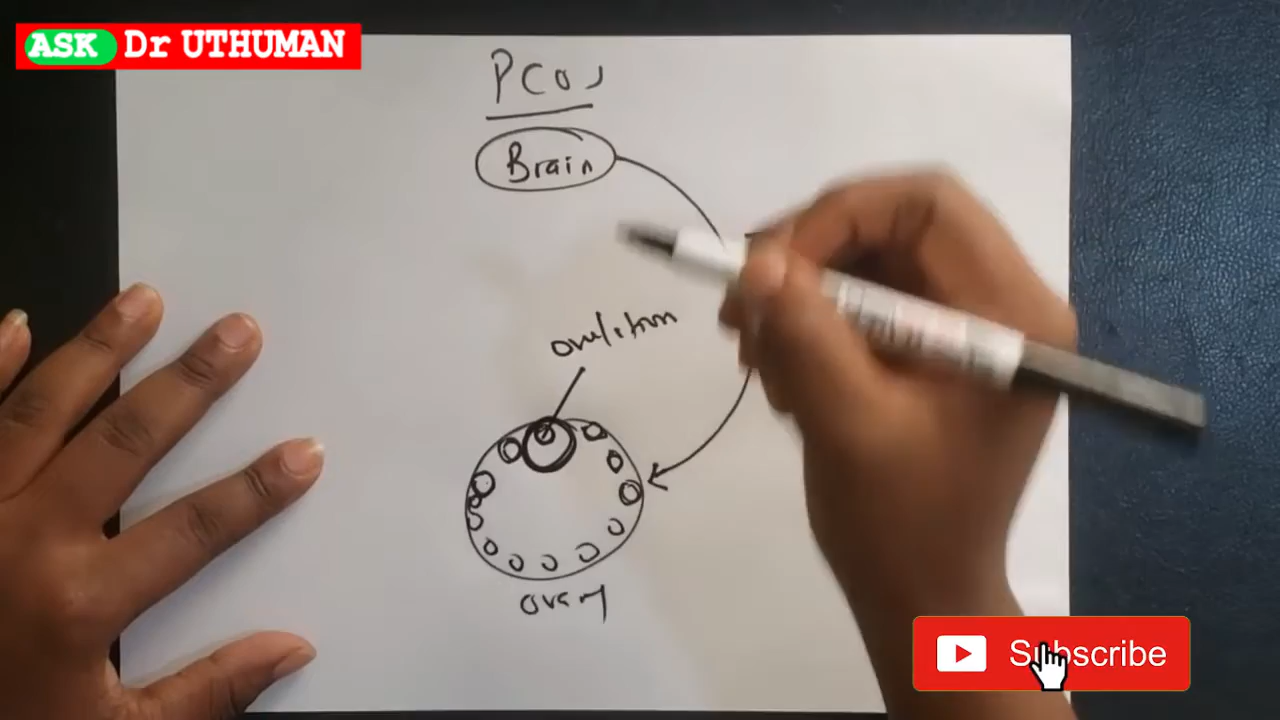 ASK Dr UTHUMAN
PCOS
Brain
ovulation
ovary
Subscribe